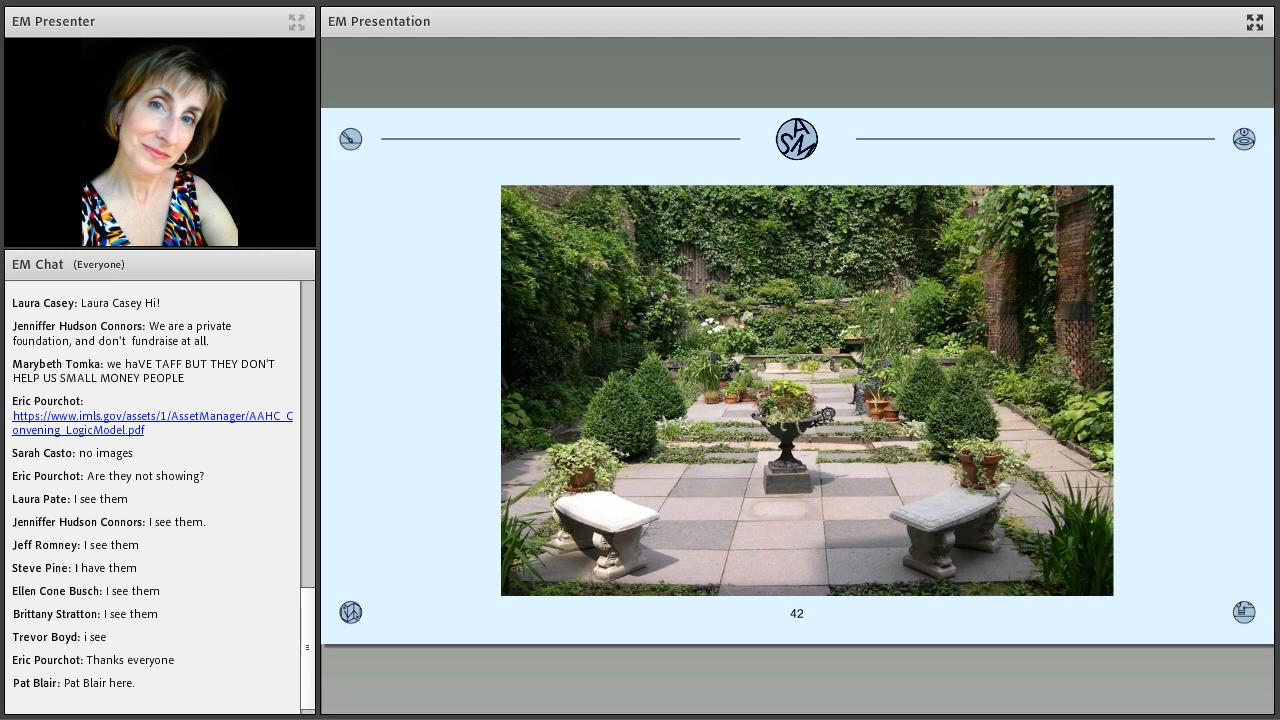 EM Presenter
EM Presentation
ASM
EM Chat (Everyone)
Laura Casey: Laura Casey Hi!
Jenniffer Hudson Connors: We are a private
foundation, and don't fundraise at all.
Marybeth Tomka: we haVE TAFF BUT THEY DON'T
HELP US SMALL MONEY PEOPLE
Eric Pourchot:
https://www.imls.gov/assets/1/AssetManager/AAHC_C
onvening_LogicModel.pdf
Sarah Casto: no images
Eric Pourchot: Are they not showing?
Laura Pate: I see them
Jenniffer Hudson Connors: I see them.
Jeff Romney: I see them
Steve Pine: I have them
Ellen Cone Busch: I see them
Brittany Stratton: I see them
Trevor Boyd: i see
Eric Pourchot: Thanks everyone
Pat Blair: Pat Blair here.
42